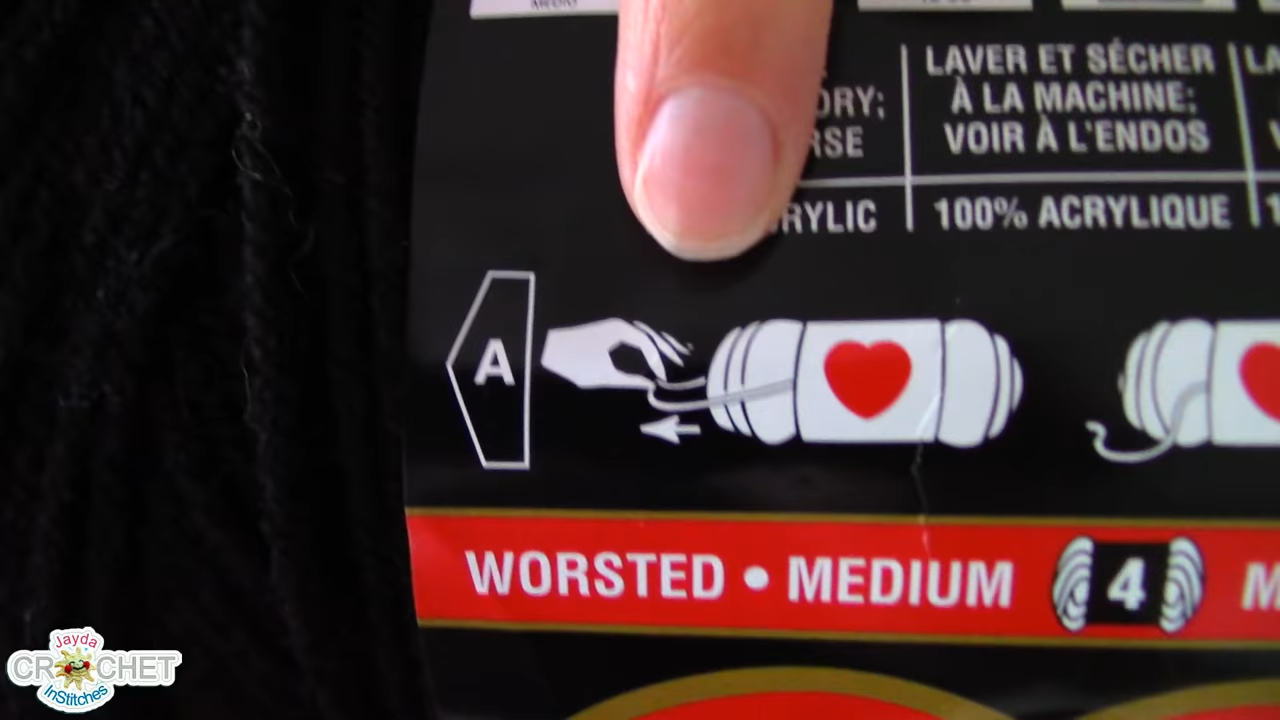 LAVER ET SÉCHER
À LA MACHINE;
VOIR À L'ENDOS
100% ACRYLIQUE
A
WORSTED • MEDIUM 4
Jayda
CROCHET
InStitches